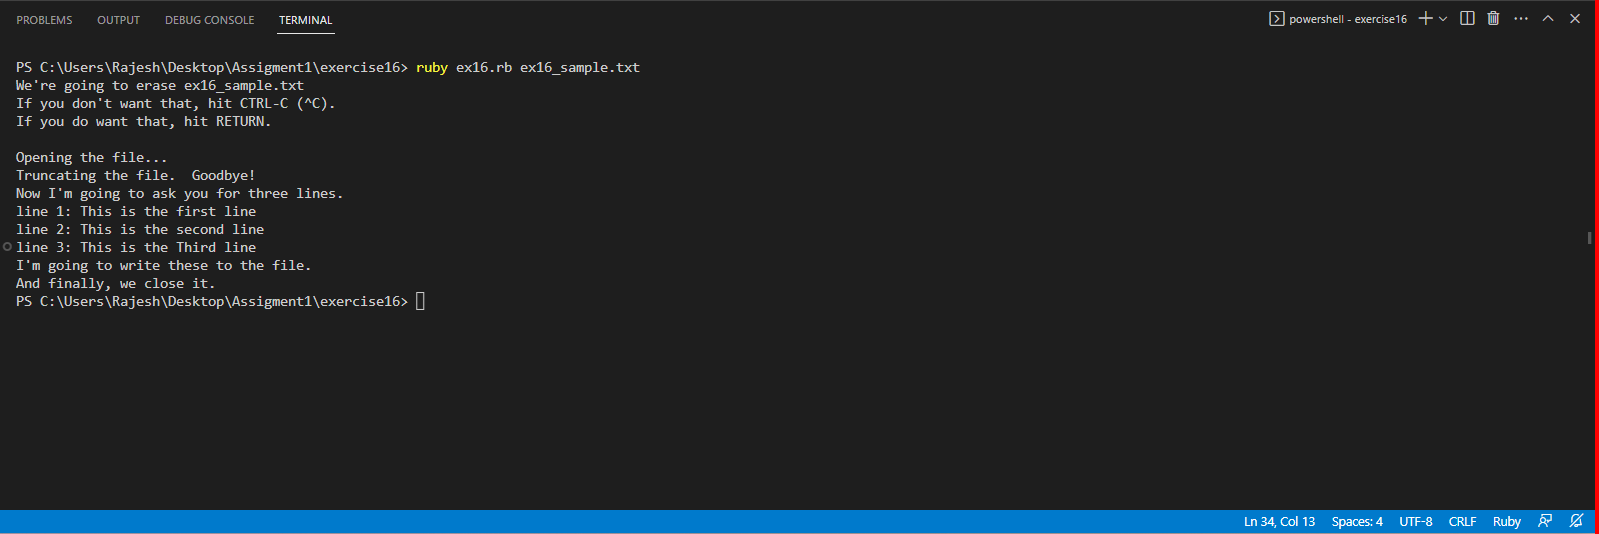 PROBLEMS OUTPUT DEBUG CONSOLE TERMINAL powershell - exercise16
PS C:\Users\Rajesh\Desktop\Assigment1\exercise16> ruby ex16.rb ex16_sample.txt
We're going to erase ex16_sample.txt
If you don't want that, hit CTRL-C (^C).
If you do want that, hit RETURN.
Opening the file...
Truncating the file.  Goodbye!
Now I'm going to ask you for three lines.
line 1: This is the first line
line 2: This is the second line
line 3: This is the Third line
I'm going to write these to the file.
And finally, we close it.
PS C:\Users\Rajesh\Desktop\Assigment1\exercise16>
Ln 34, Col 13 Spaces: 4 UTF-8 CRLF Ruby